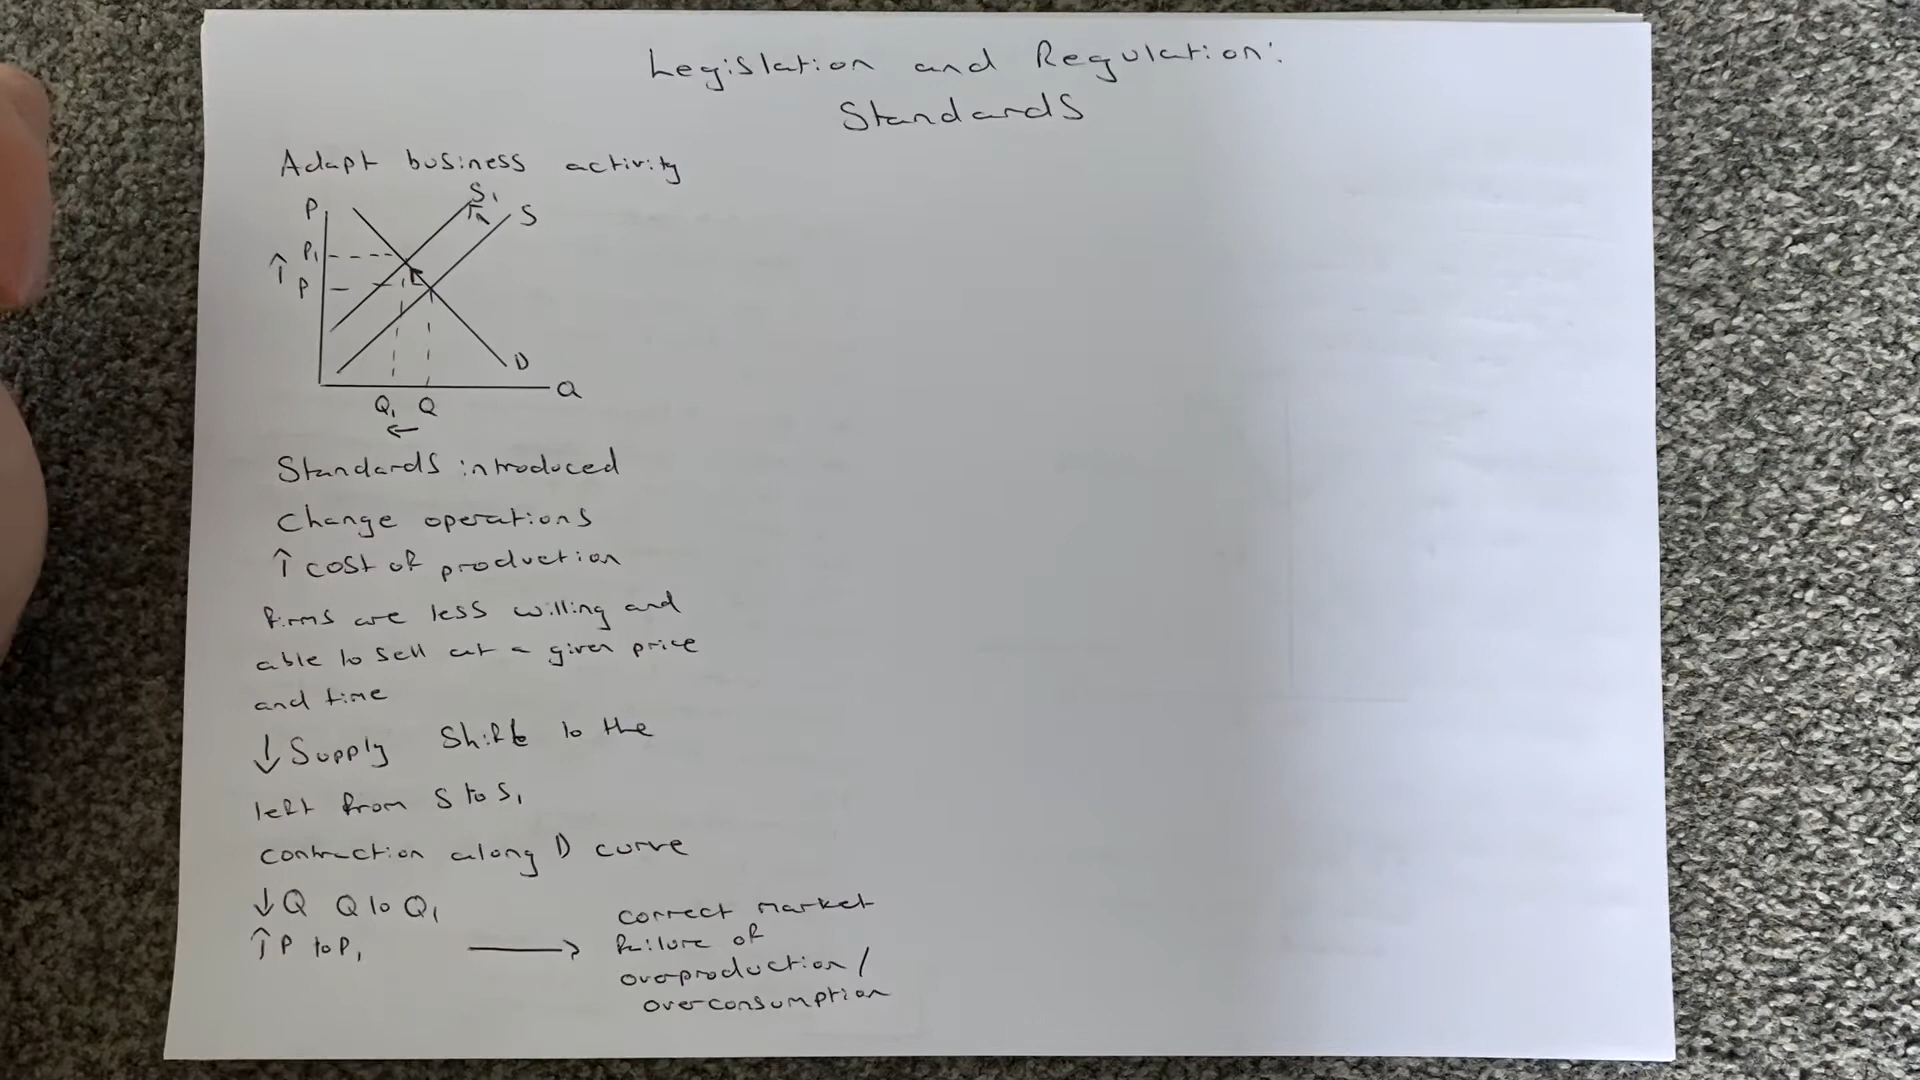 Legislation and Regulation:
Standards
Adapt business activity
P
S₁
S
P₁
↑
P
D
Q
Q₁ Q
←
Standards introduced
Change operations
↑ cost of production
firms are less willing and
able to sell at a given price
and time
↓ Supply Shift to the
left from S to S₁
contraction along D curve
↓Q Q to Q₁
↑P to P₁ →
correct market
failure of
overproduction/
overconsumption